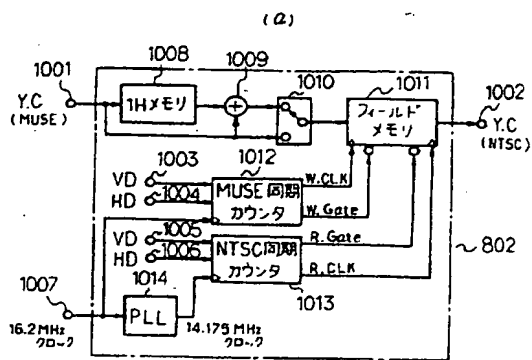 (a)
1008
1009
1001
1010
1011
1002
Y.C
(MUSE)
1Hメモリ
フィールド
メモリ
Y.C
(NTSC)
1003
1012
VD
1004
HD
MUSE同期
カウンタ
W.CLK
W.Gate
1005
VD
1006
HD
NTSC同期
カウンタ
R.Gate
R.CLK
802
1007
1014
1013
PLL
16.2MHz
クロック
14.175MHz
クロック